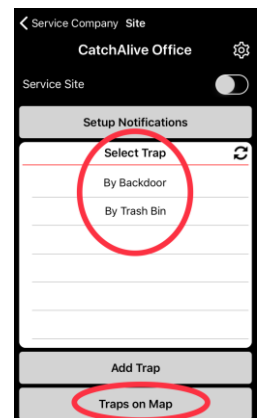 Service Company Site
CatchAlive Office
Service Site
Setup Notifications
Select Trap
By Backdoor
By Trash Bin
Add Trap
Traps on Map